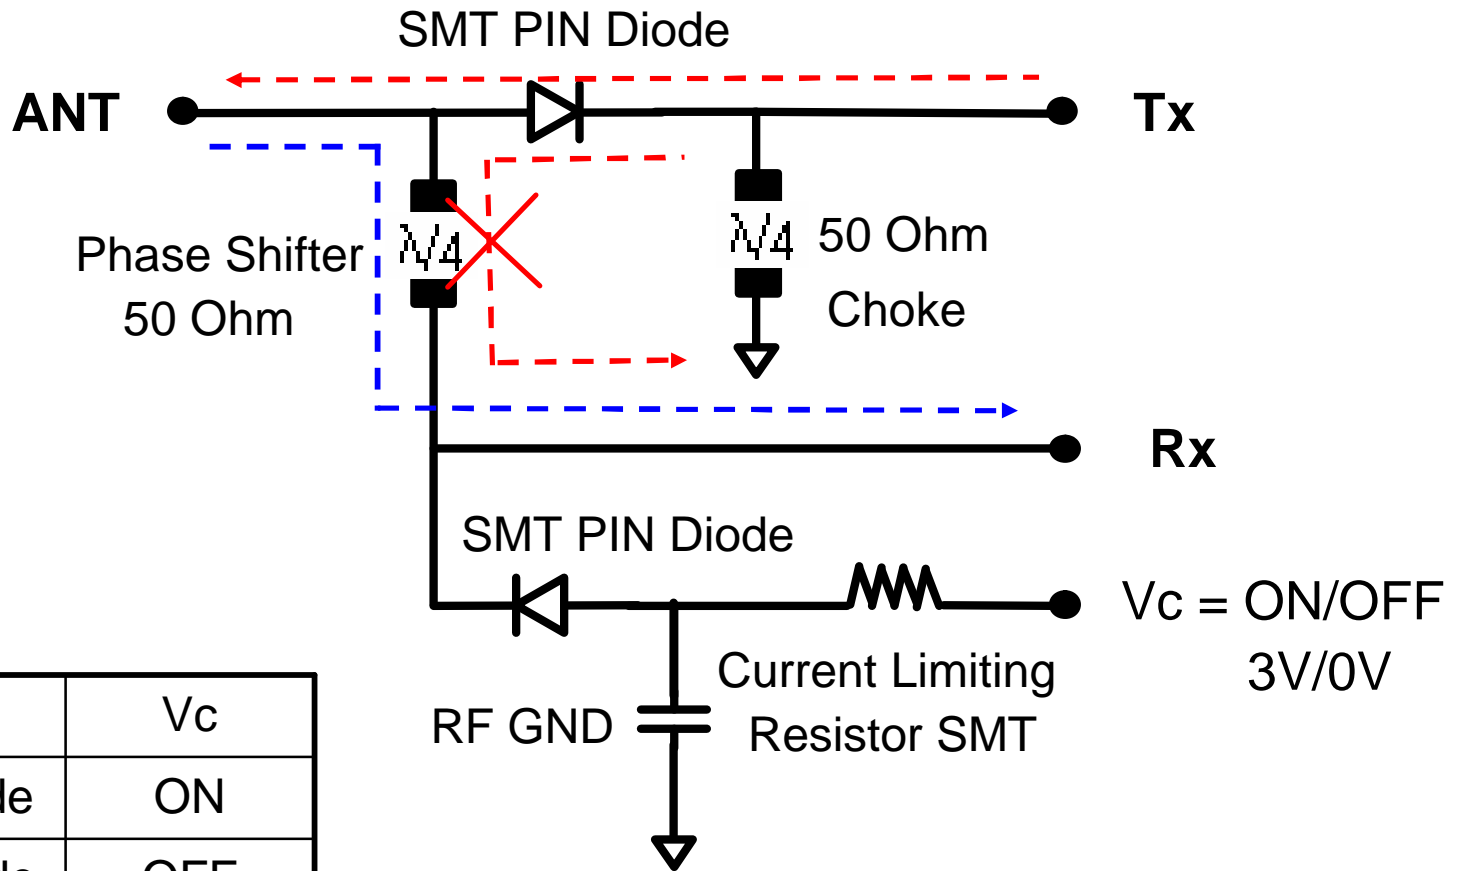 SMT PIN Diode
ANT
Tx
λ/4
λ/4
50 Ohm
Choke
Phase Shifter
50 Ohm
Rx
SMT PIN Diode
Vc = ON/OFF
3V/0V
Current Limiting
Resistor SMT
RF GND
Vc
ON
OFF